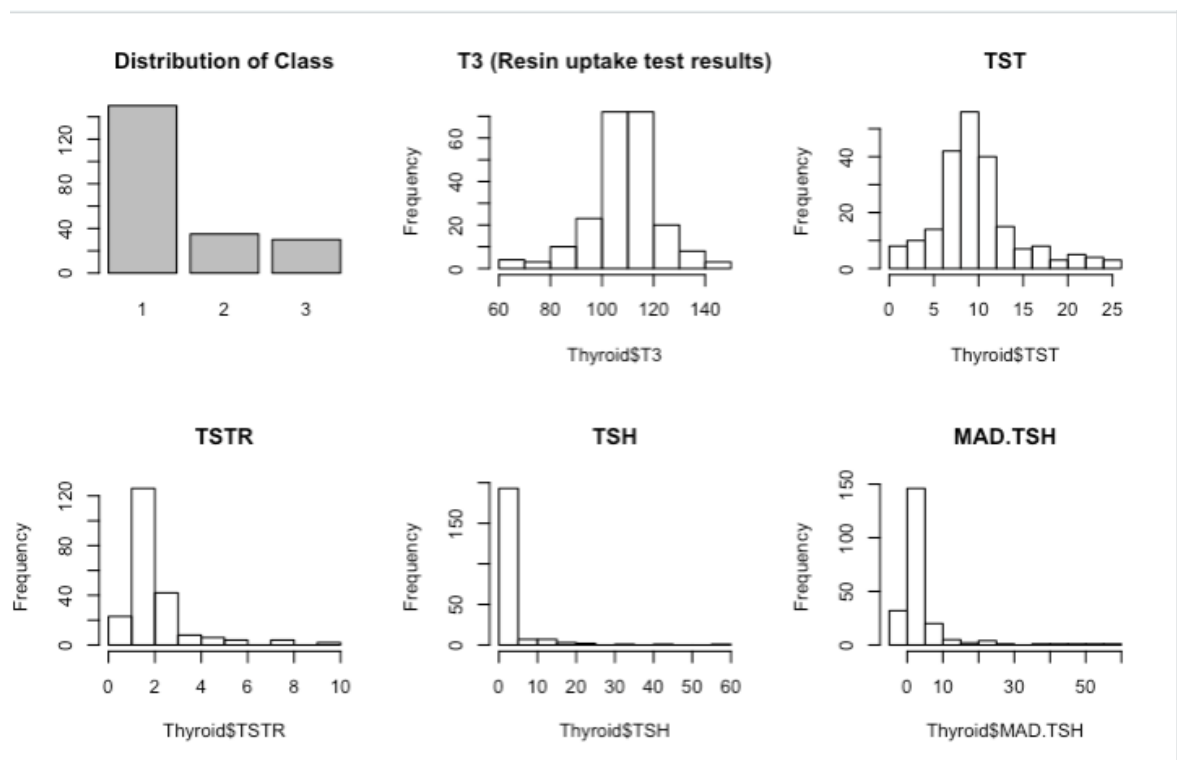 Distribution of Class
0 40 80 120
1 2 3
T3 (Resin uptake test results)
Frequency
0 20 40 60
60 80 100 120 140
Thyroid$T3
TST
Frequency
0 20 40
0 5 10 15 20 25
Thyroid$TST
TSTR
Frequency
0 40 80 120
0 2 4 6 8 10
Thyroid$TSTR
TSH
Frequency
0 50 150
0 10 20 30 40 50 60
Thyroid$TSH
MAD.TSH
Frequency
0 50 100 150
0 10 30 50
Thyroid$MAD.TSH